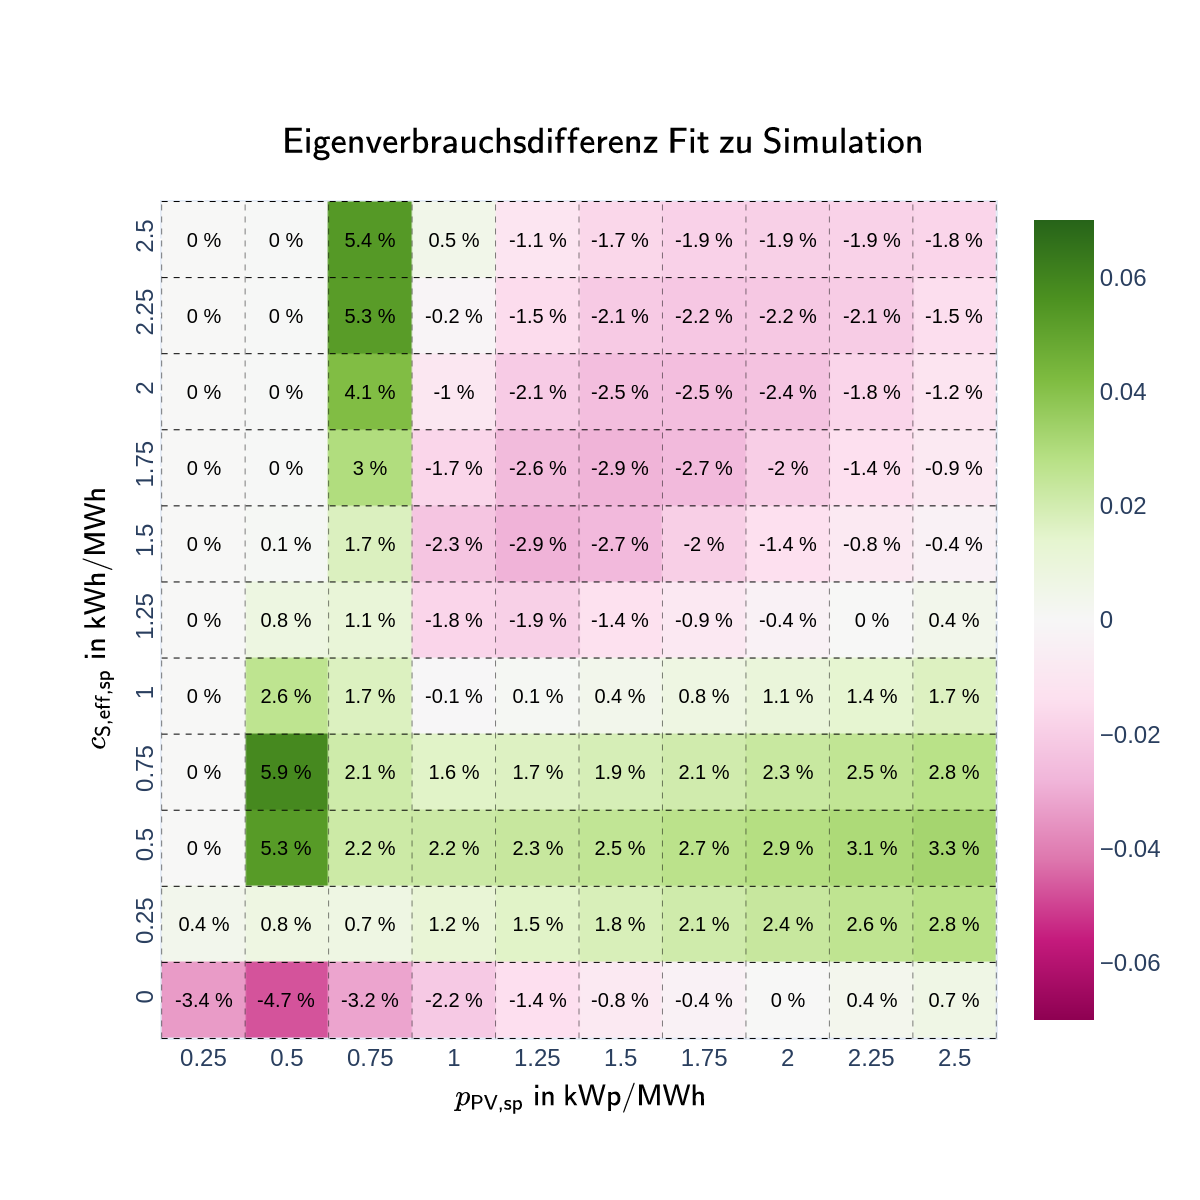 Eigenverbrauchsdifferenz Fit zu Simulation
2.5 0 % 0 % 5.4 % 0.5 % -1.1 % -1.7 % -1.9 % -1.9 % -1.9 % -1.8 %
2.25 0 % 0 % 5.3 % -0.2 % -1.5 % -2.1 % -2.2 % -2.2 % -2.1 % -1.5 %
2 0 % 0 % 4.1 % -1 % -2.1 % -2.5 % -2.5 % -2.4 % -1.8 % -1.2 %
1.75 0 % 0 % 3 % -1.7 % -2.6 % -2.9 % -2.7 % -2 % -1.4 % -0.9 %
1.5 0 % 0.1 % 1.7 % -2.3 % -2.9 % -2.7 % -2 % -1.4 % -0.8 % -0.4 %
1.25 0 % 0.8 % 1.1 % -1.8 % -1.9 % -1.4 % -0.9 % -0.4 % 0 % 0.4 %
1 0 % 2.6 % 1.7 % -0.1 % 0.1 % 0.4 % 0.8 % 1.1 % 1.4 % 1.7 %
0.75 0 % 5.9 % 2.1 % 1.6 % 1.7 % 1.9 % 2.1 % 2.3 % 2.5 % 2.8 %
0.5 0 % 5.3 % 2.2 % 2.2 % 2.3 % 2.5 % 2.7 % 2.9 % 3.1 % 3.3 %
0.25 0.4 % 0.8 % 0.7 % 1.2 % 1.5 % 1.8 % 2.1 % 2.4 % 2.6 % 2.8 %
0 -3.4 % -4.7 % -3.2 % -2.2 % -1.4 % -0.8 % -0.4 % 0 % 0.4 % 0.7 %
0.25 0.5 0.75 1 1.25 1.5 1.75 2 2.25 2.5
p_PV,sp in kWp/MWh
c_S,eff,sp in kWh/MWh
0.06
0.04
0.02
0
−0.02
−0.04
−0.06